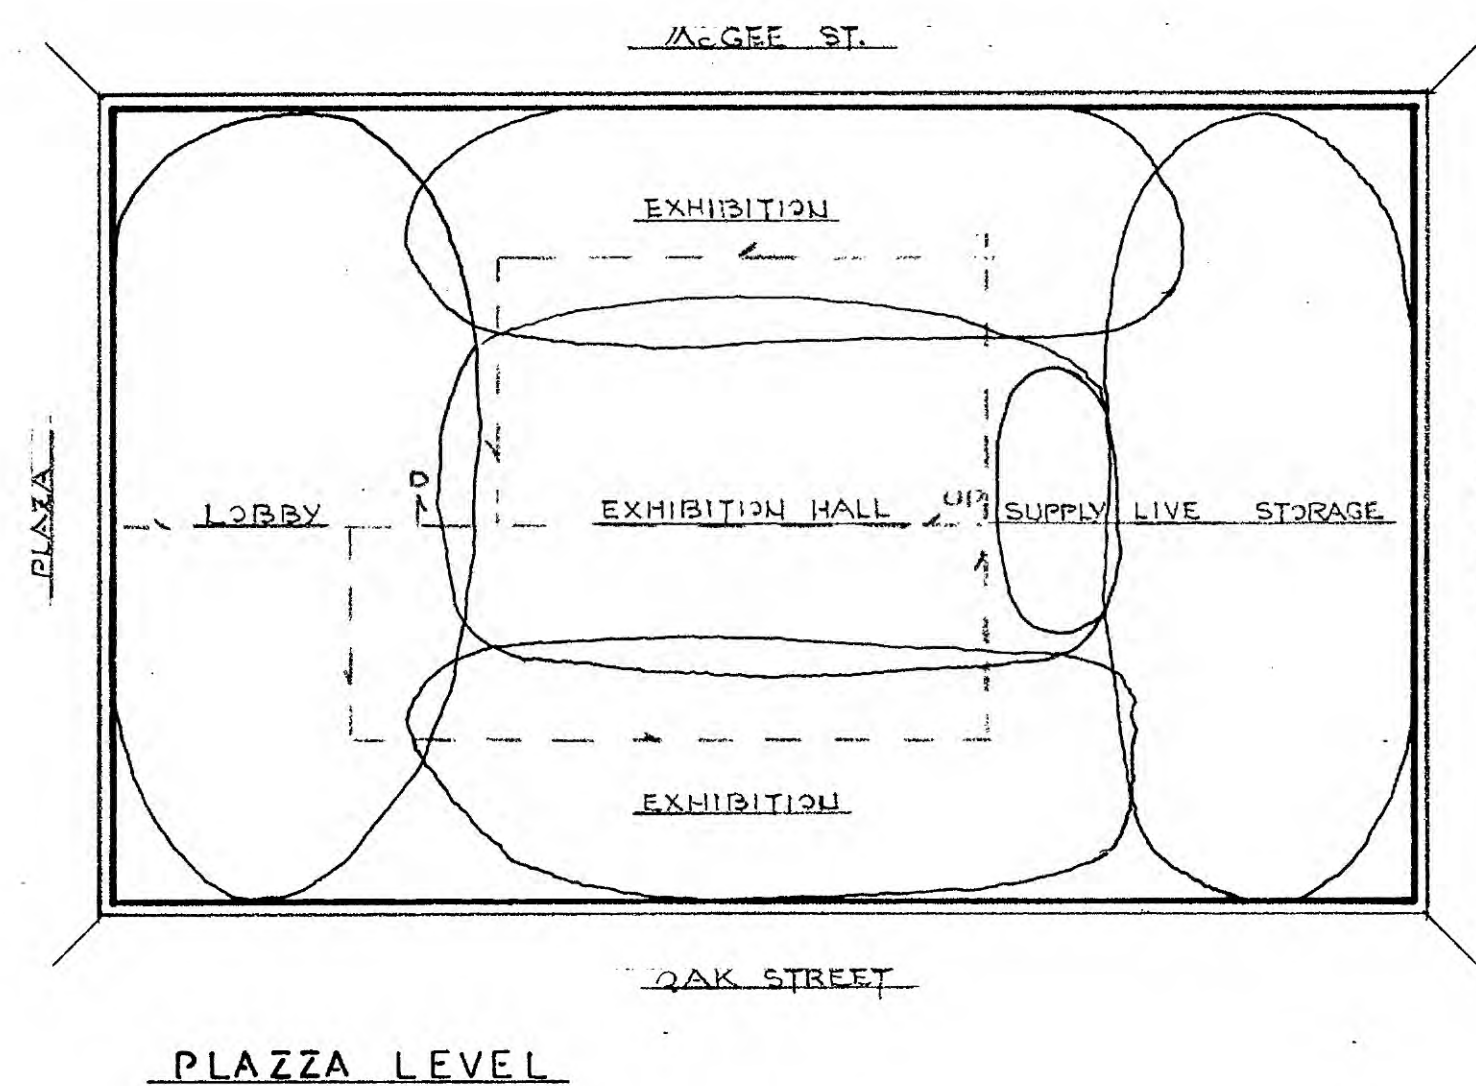 McGEE ST.
EXHIBITION
PLAZA
D
LOBBY
EXHIBITION HALL
UP
SUPPLY
LIVE STORAGE
EXHIBITION
OAK STREET
PLAZZA LEVEL